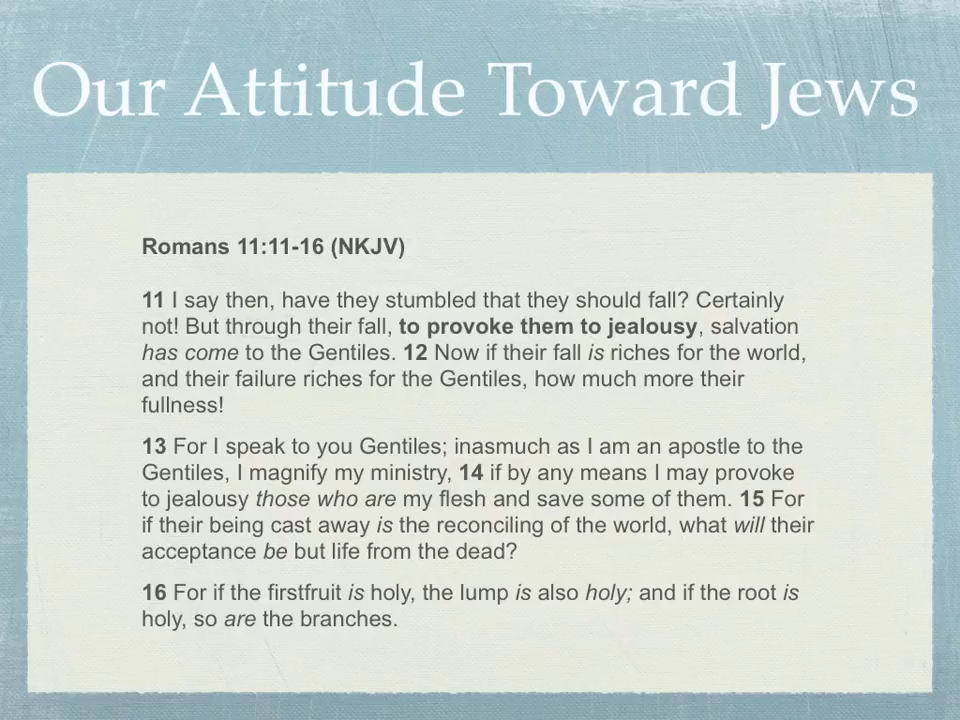 Our Attitude Toward Jews
Romans 11:11-16 (NKJV)
11 I say then, have they stumbled that they should fall? Certainly
not! But through their fall, to provoke them to jealousy, salvation
has come to the Gentiles. 12 Now if their fall is riches for the world,
and their failure riches for the Gentiles, how much more their
fullness!
13 For I speak to you Gentiles; inasmuch as I am an apostle to the
Gentiles, I magnify my ministry, 14 if by any means I may provoke
to jealousy those who are my flesh and save some of them. 15 For
if their being cast away is the reconciling of the world, what will their
acceptance be but life from the dead?
16 For if the firstfruit is holy, the lump is also holy; and if the root is
holy, so are the branches.